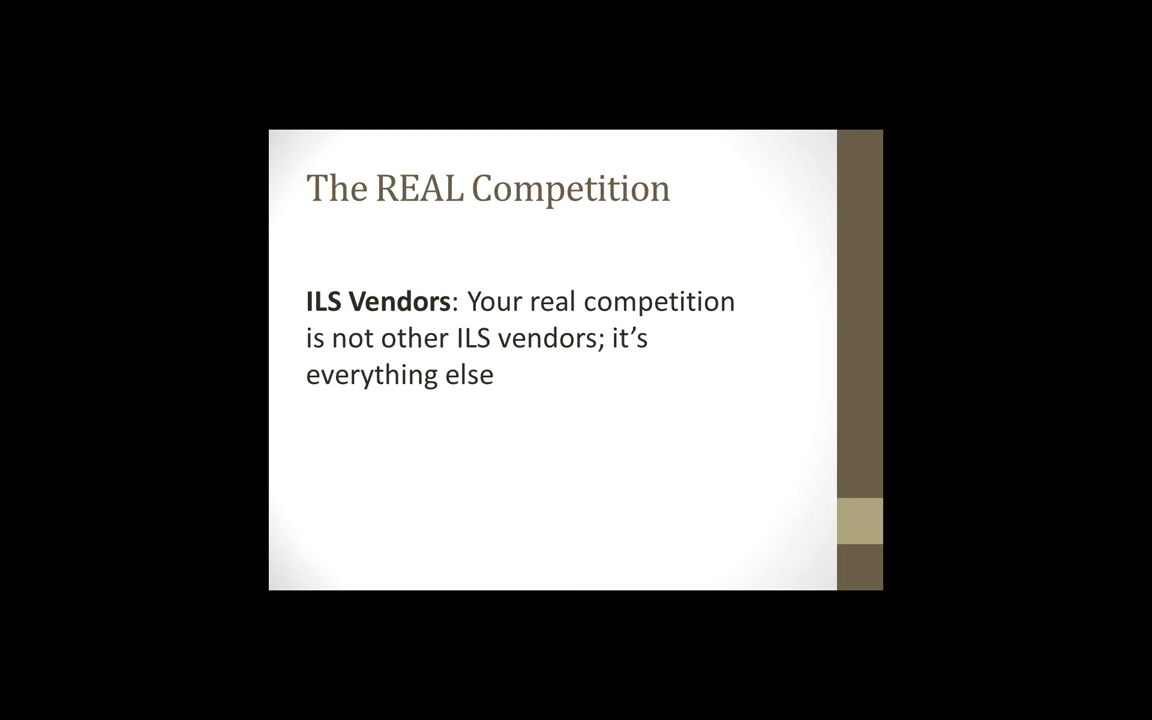 The REAL Competition
ILS Vendors: Your real competition
is not other ILS vendors; it’s
everything else